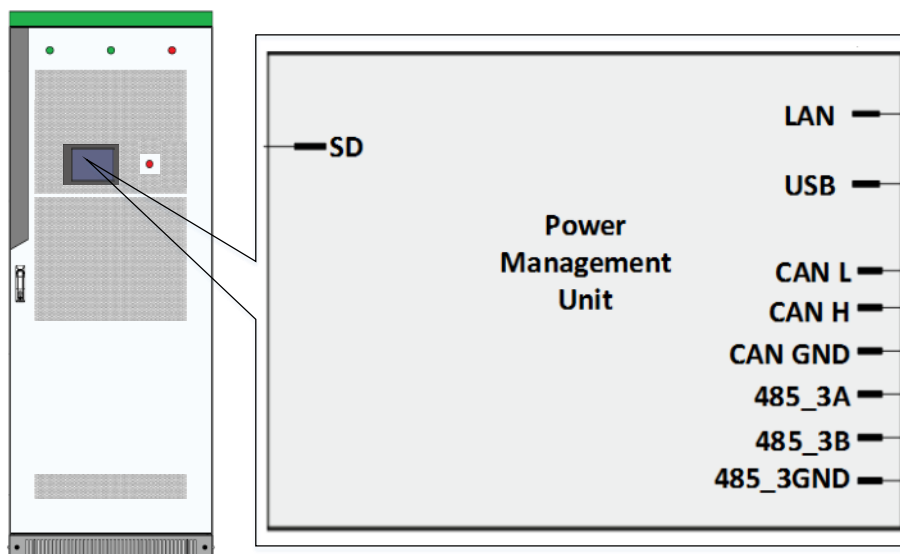 SD
Power
Management
Unit
LAN
USB
CAN L
CAN H
CAN GND
485_3A
485_3B
485_3GND